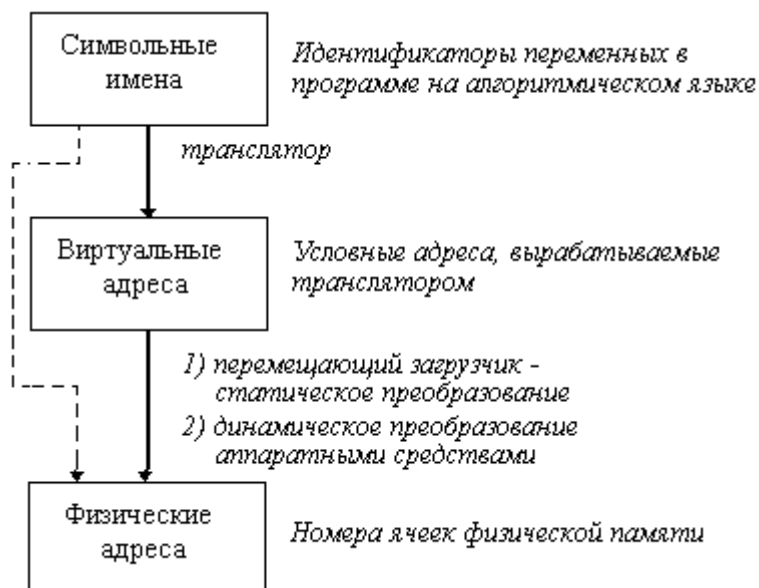 Символьные
имена
Идентификаторы переменных в
программе на алгоритмическом языке
транслятор
Виртуальные
адреса
Условные адреса, вырабатываемые
транслятором
1) перемещающий загрузчик -
статическое преобразование
2) динамическое преобразование
аппаратными средствами
Физические
адреса
Номера ячеек физической памяти